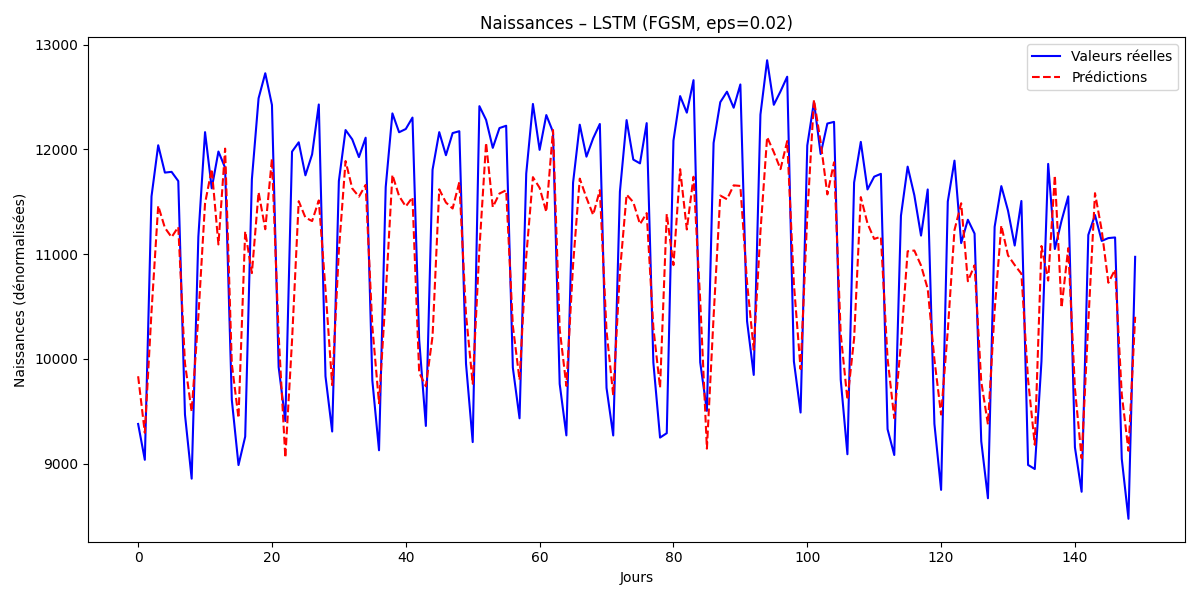 Naissances – LSTM (FGSM, eps=0.02)
Valeurs réelles
Prédictions
Naissances (dénormalisées)
13000
12000
11000
10000
9000
0 20 40 60 80 100 120 140
Jours